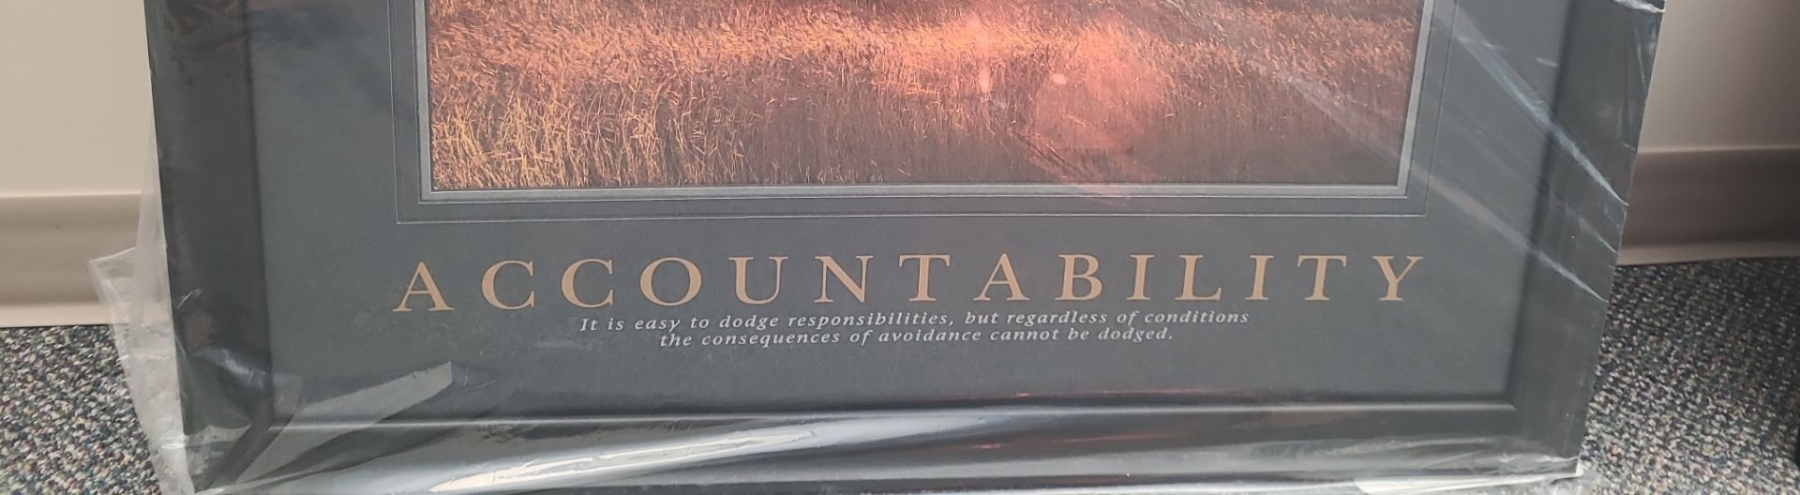 ACCOUNTABILITY
It is easy to dodge responsibilities, but regardless of conditions
the consequences of avoidance cannot be dodged.